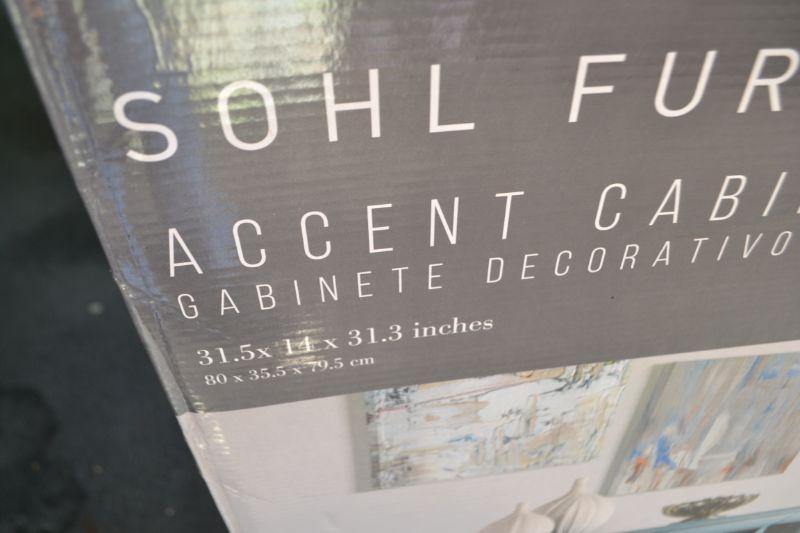 SOHL FUR
ACCENT CABI
GABINETE DECORATIVO
31.5x 14 x 31.3 inches
80 x 35.5 x 79.5 cm